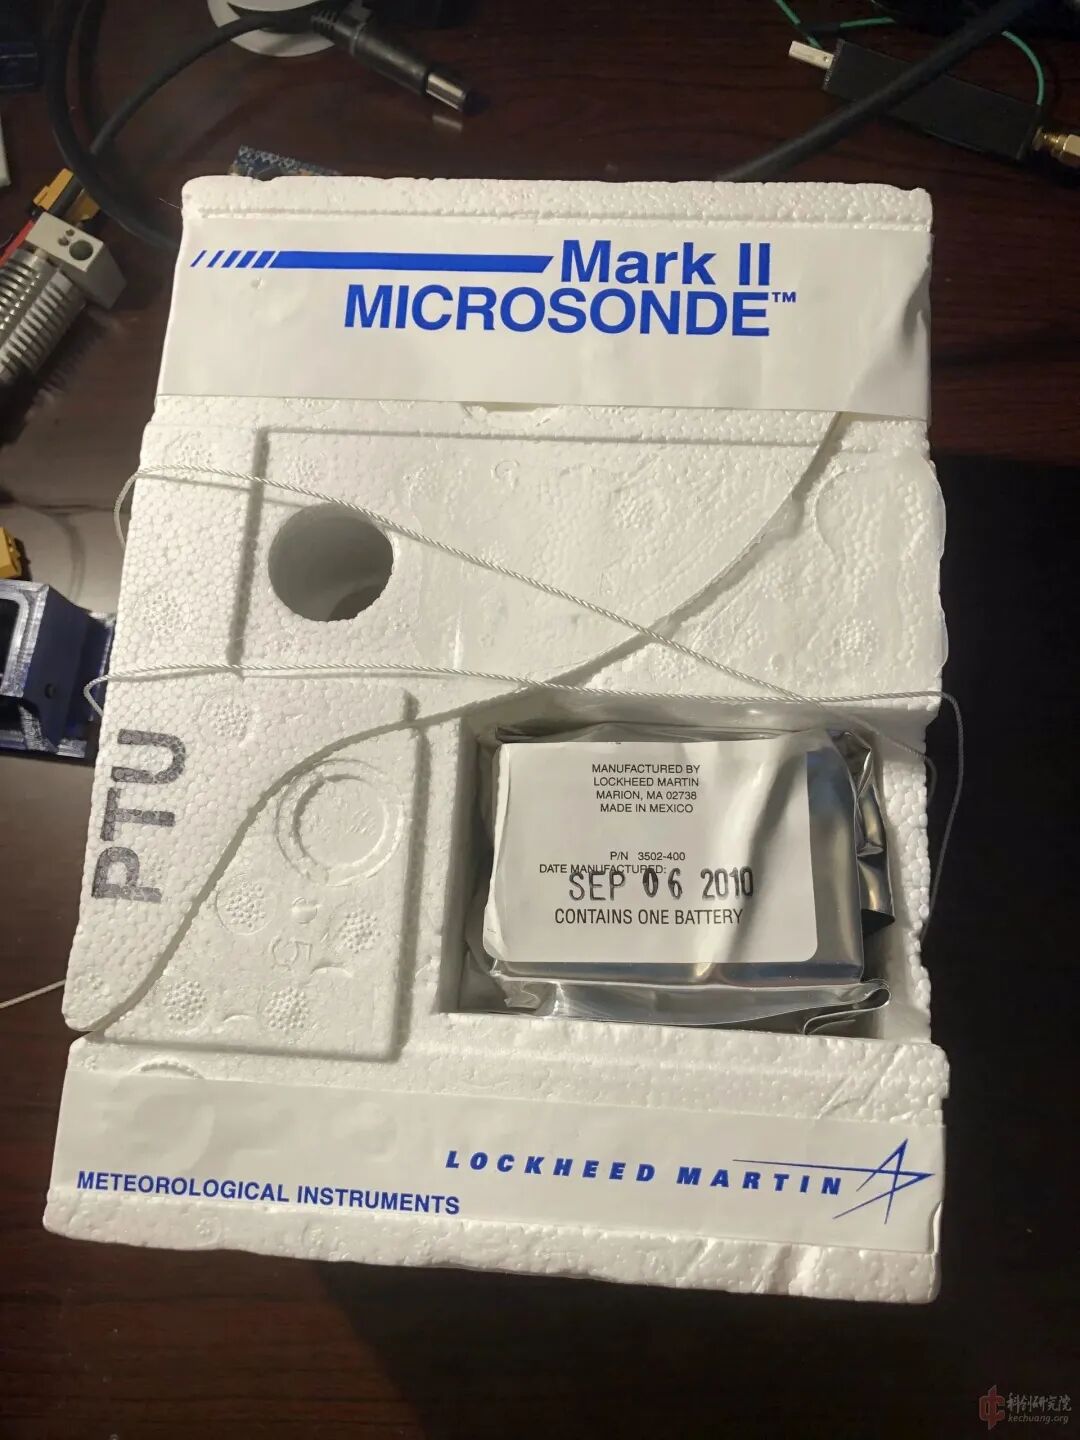 Mark II
MICROSONDE™
PTU
MANUFACTURED BY
LOCKHEED MARTIN
MARION, MA 02738
MADE IN MEXICO
P/N 3502-400
DATE MANUFACTURED:
SEP 06 2010
CONTAINS ONE BATTERY
LOCKHEED MARTIN
METEOROLOGICAL INSTRUMENTS
科创研究院
kechuang.org